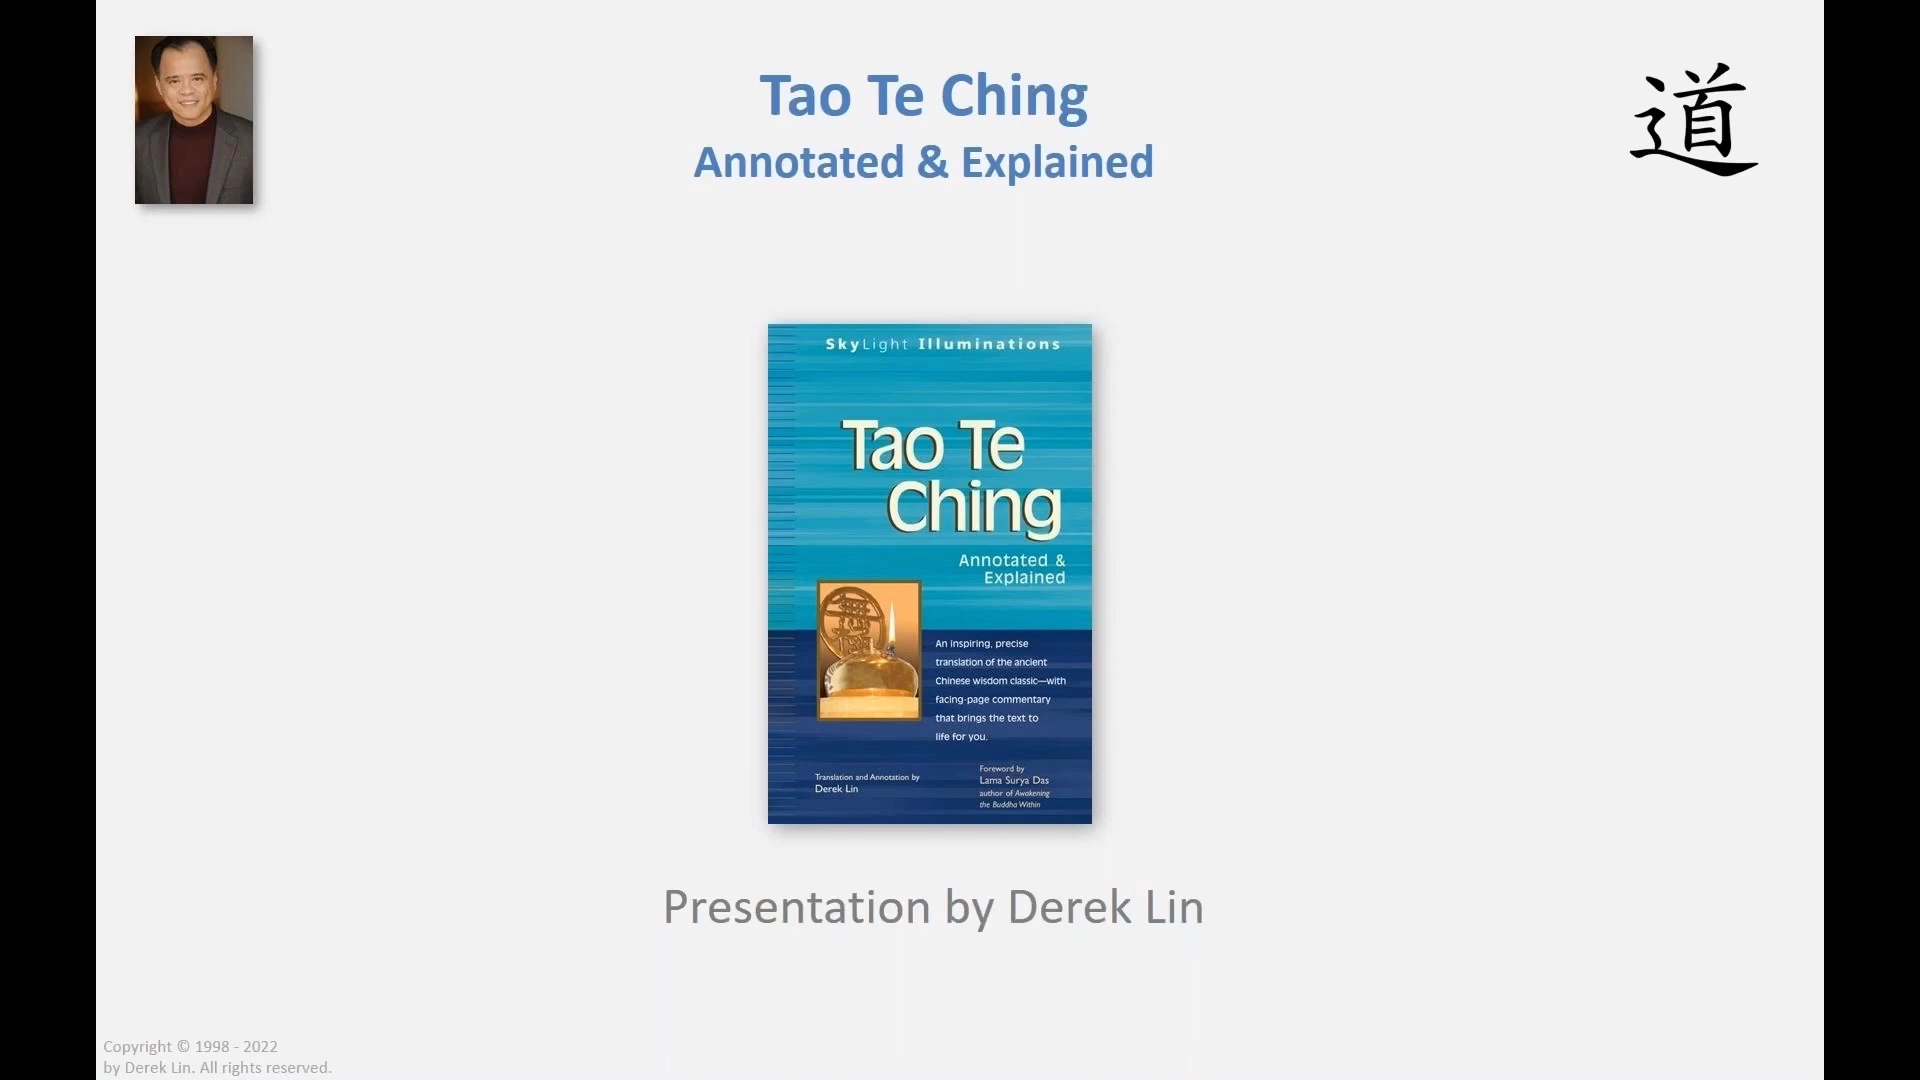 Tao Te Ching
Annotated & Explained
道
SkyLight Illuminations
Tao Te
Ching
Annotated &
Explained
An inspiring, precise
translation of the ancient
Chinese wisdom classic—with
facing-page commentary
that brings the text to
life for you.
Translation and Annotation by
Derek Lin
Foreword by
Lama Surya Das
author of Awakening
the Buddha Within
Presentation by Derek Lin
Copyright © 1998 - 2022
by Derek Lin. All rights reserved.